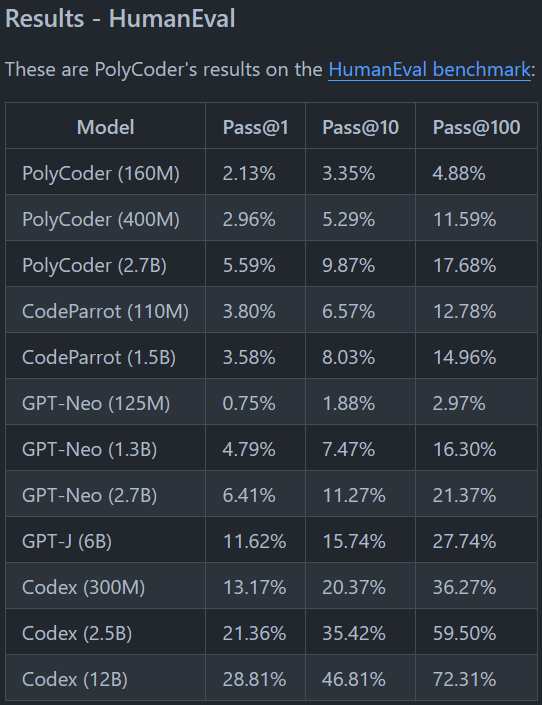 Results - HumanEval
These are PolyCoder's results on the HumanEval benchmark:
Model Pass@1 Pass@10 Pass@100
PolyCoder (160M) 2.13% 3.35% 4.88%
PolyCoder (400M) 2.96% 5.29% 11.59%
PolyCoder (2.7B) 5.59% 9.87% 17.68%
CodeParrot (110M) 3.80% 6.57% 12.78%
CodeParrot (1.5B) 3.58% 8.03% 14.96%
GPT-Neo (125M) 0.75% 1.88% 2.97%
GPT-Neo (1.3B) 4.79% 7.47% 16.30%
GPT-Neo (2.7B) 6.41% 11.27% 21.37%
GPT-J (6B) 11.62% 15.74% 27.74%
Codex (300M) 13.17% 20.37% 36.27%
Codex (2.5B) 21.36% 35.42% 59.50%
Codex (12B) 28.81% 46.81% 72.31%